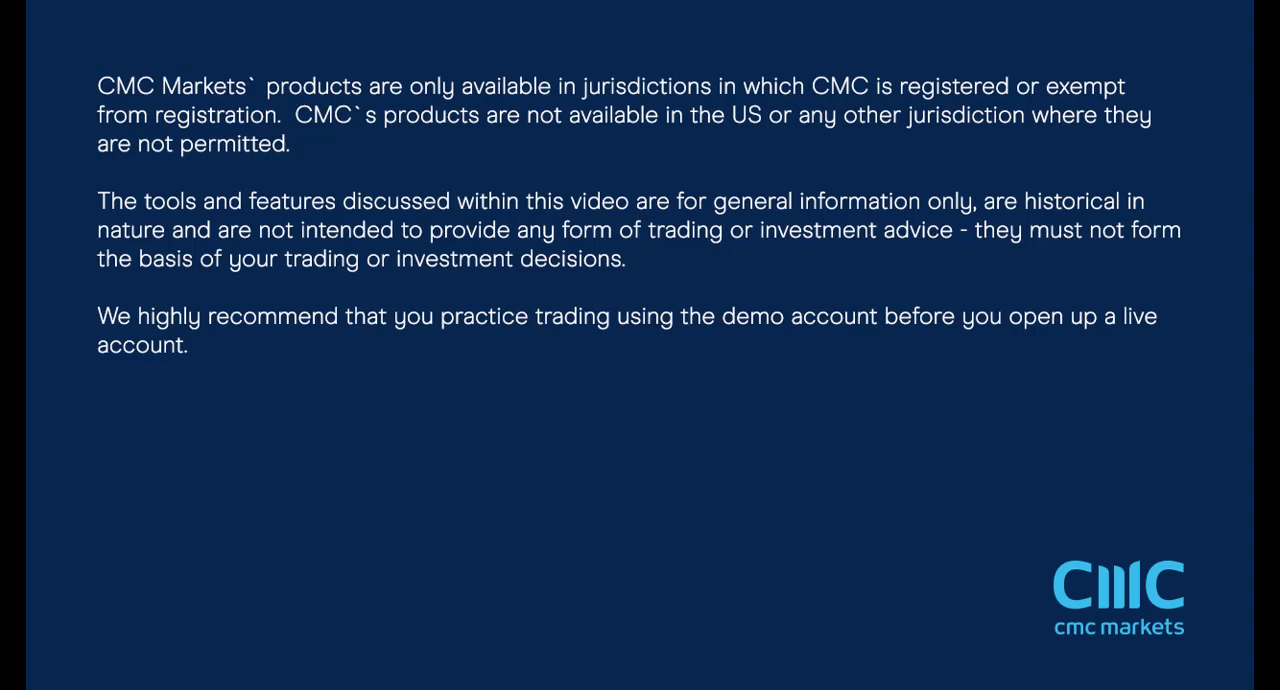 CMC Markets` products are only available in jurisdictions in which CMC is registered or exempt
from registration.  CMC`s products are not available in the US or any other jurisdiction where they
are not permitted.
The tools and features discussed within this video are for general information only, are historical in
nature and are not intended to provide any form of trading or investment advice - they must not form
the basis of your trading or investment decisions.
We highly recommend that you practice trading using the demo account before you open up a live
account.
CMC
cmc markets